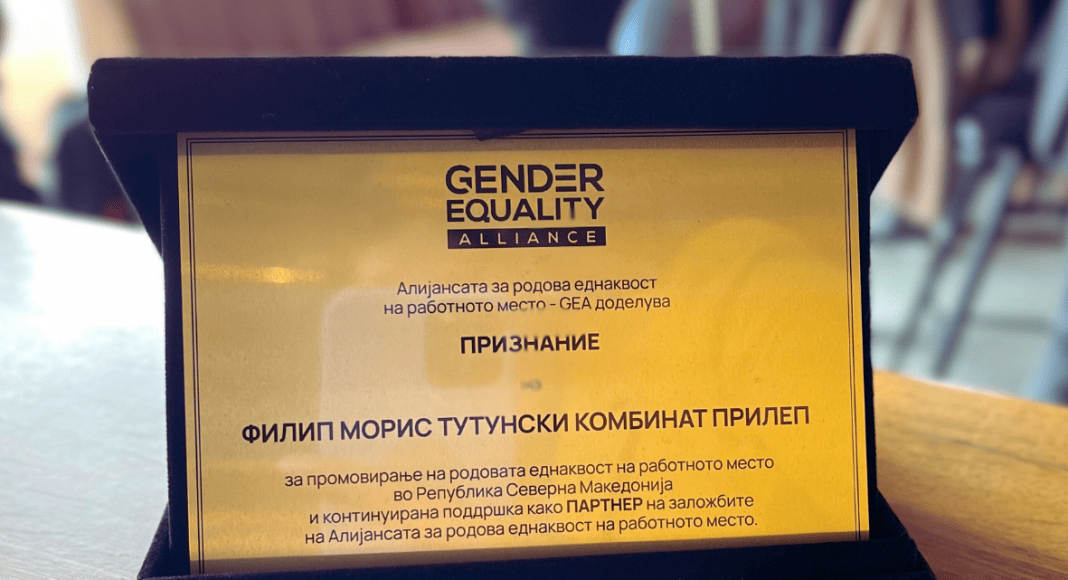 GENDER
EQUALITY
ALLIANCE
Алијансата за родова еднаквост
на работното место - GEA доделува
ПРИЗНАНИЕ
на
ФИЛИП МОРИС ТУТУНСКИ КОМБИНАТ ПРИЛЕП
за промовирање на родовата еднаквост на работното место
во Република Северна Македонија
и континуирана поддршка како ПАРТНЕР на заложбите
на Алијансата за родова еднаквост на работното место.